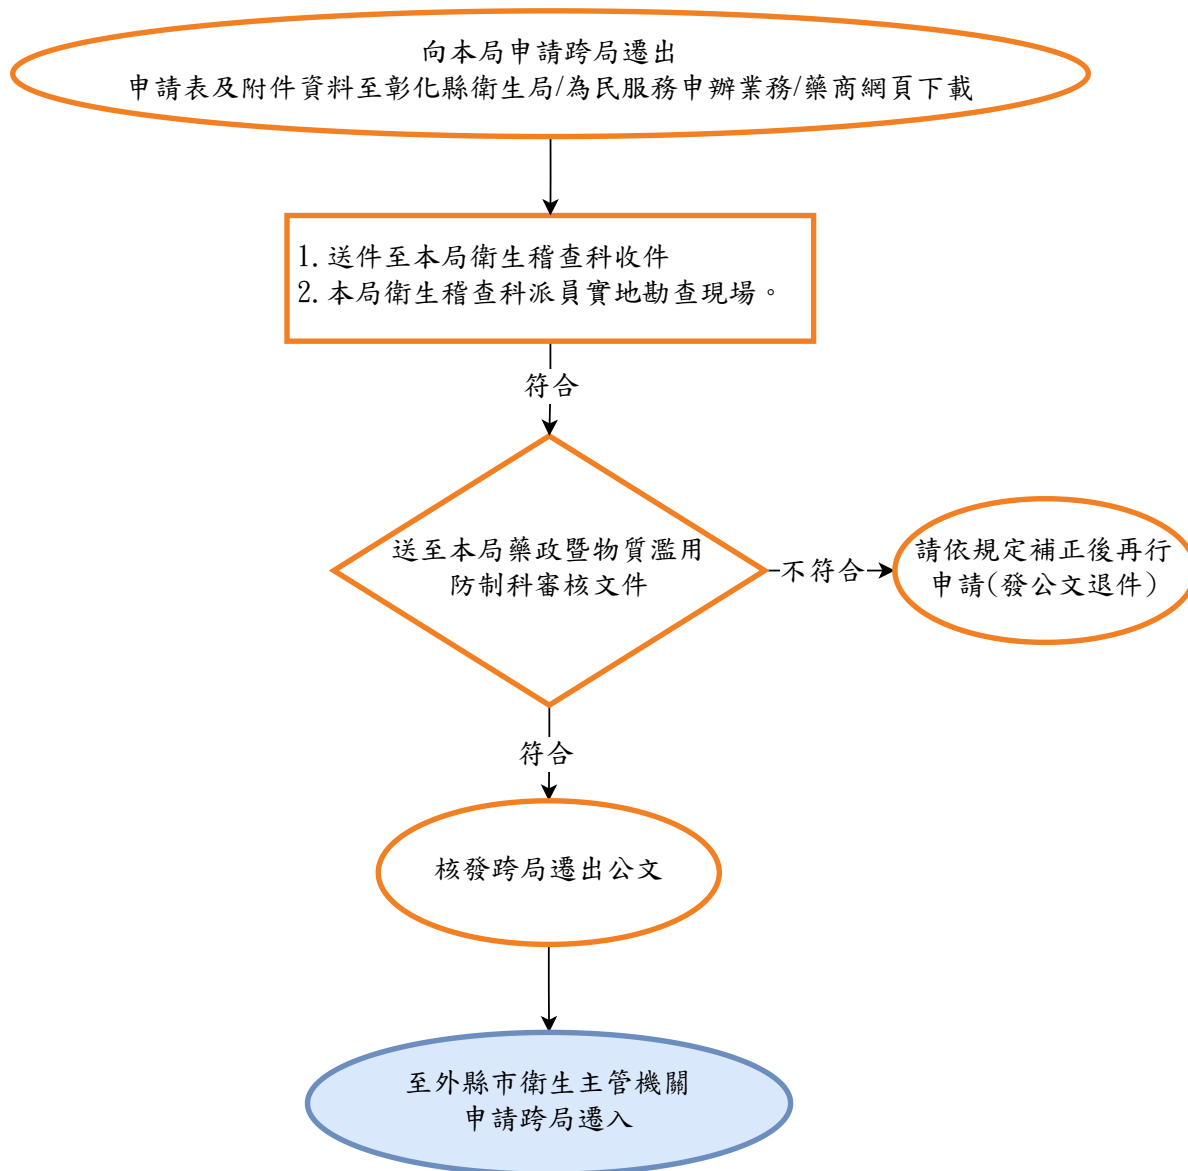 向本局申請跨局遷出
申請表及附件資料至彰化縣衛生局/為民服務申辦業務/藥商網頁下載
1. 送件至本局衛生稽查科收件
2. 本局衛生稽查科派員實地勘查現場。
符合
送至本局藥政暨物質濫用
防制科審核文件
不符合
請依規定補正後再行
申請(發公文退件)
符合
核發跨局遷出公文
至外縣市衛生主管機關
申請跨局遷入